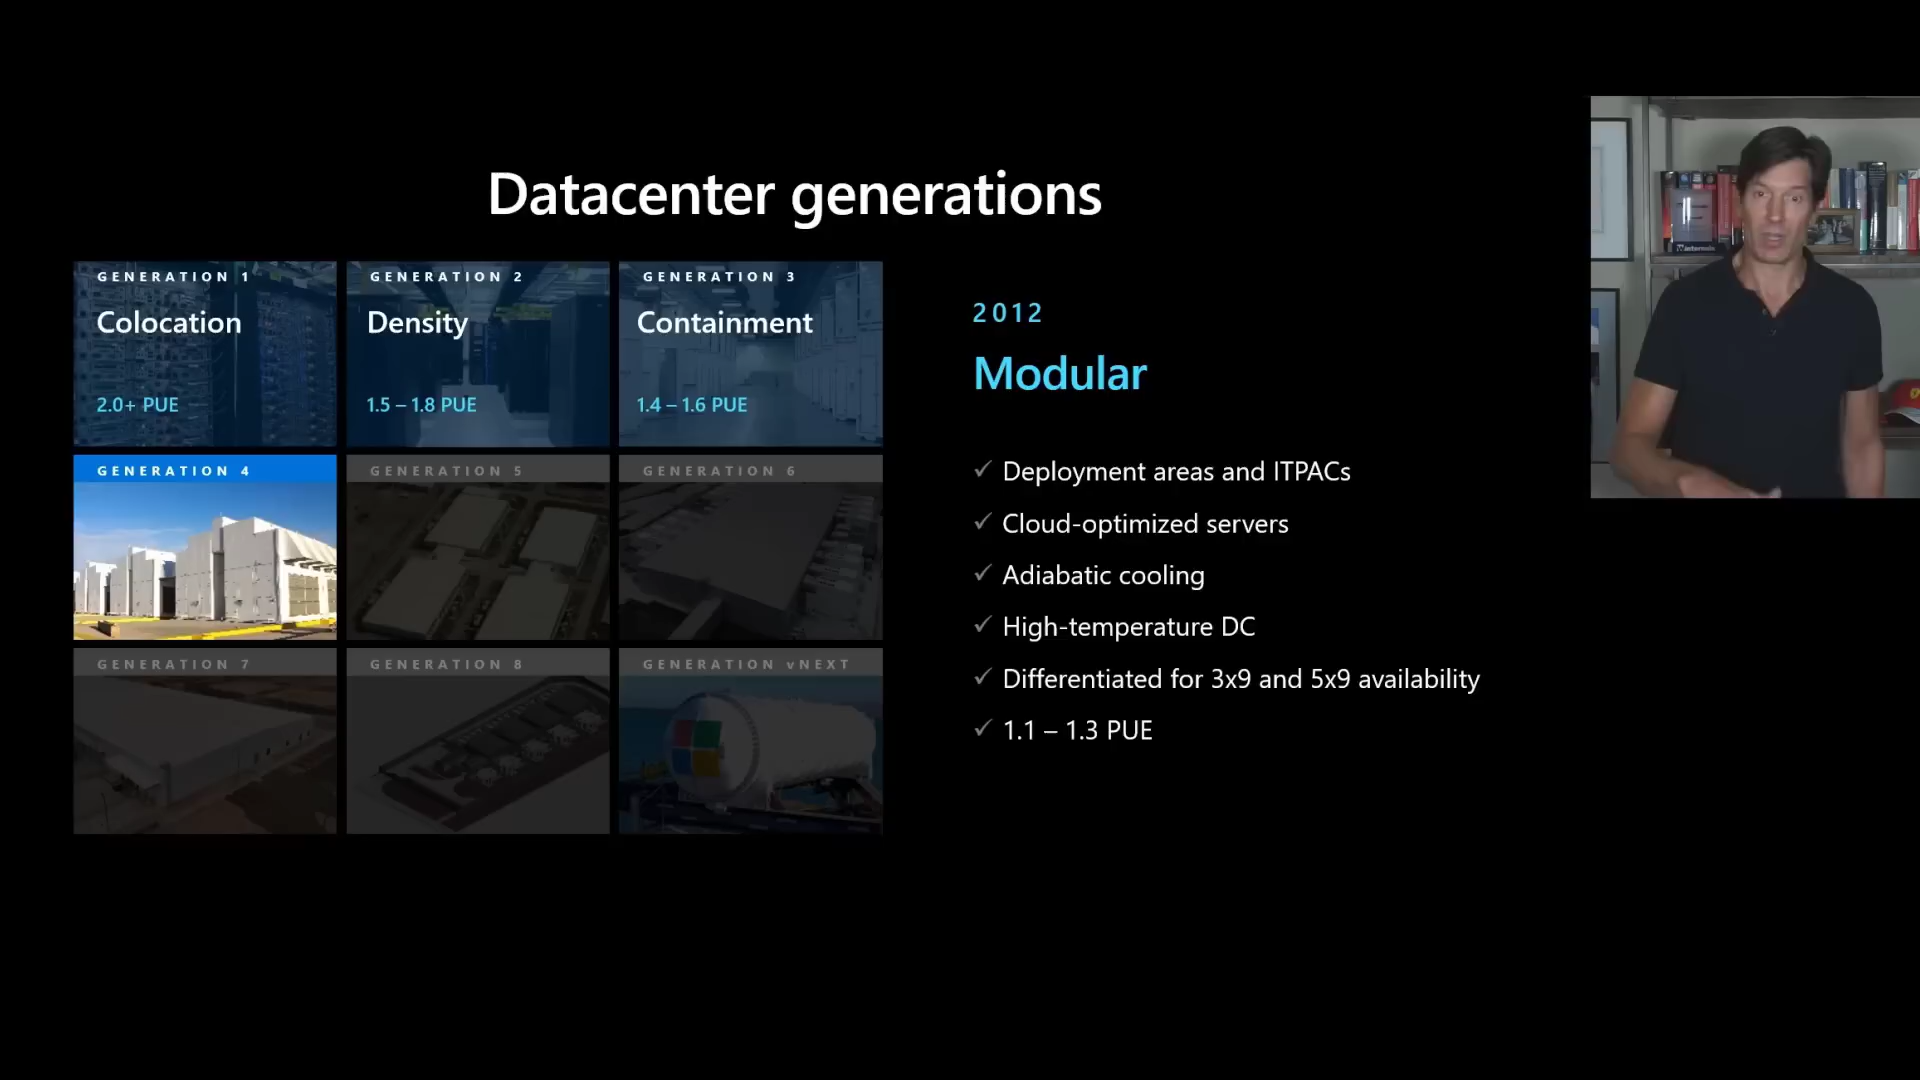 Datacenter generations
GENERATION 1
Colocation
2.0+ PUE
GENERATION 2
Density
1.5 – 1.8 PUE
GENERATION 3
Containment
1.4 – 1.6 PUE
GENERATION 4
GENERATION 5
GENERATION 6
GENERATION 7
GENERATION 8
GENERATION vNEXT
2012
Modular
✓ Deployment areas and ITPACs
✓ Cloud-optimized servers
✓ Adiabatic cooling
✓ High-temperature DC
✓ Differentiated for 3x9 and 5x9 availability
✓ 1.1 – 1.3 PUE